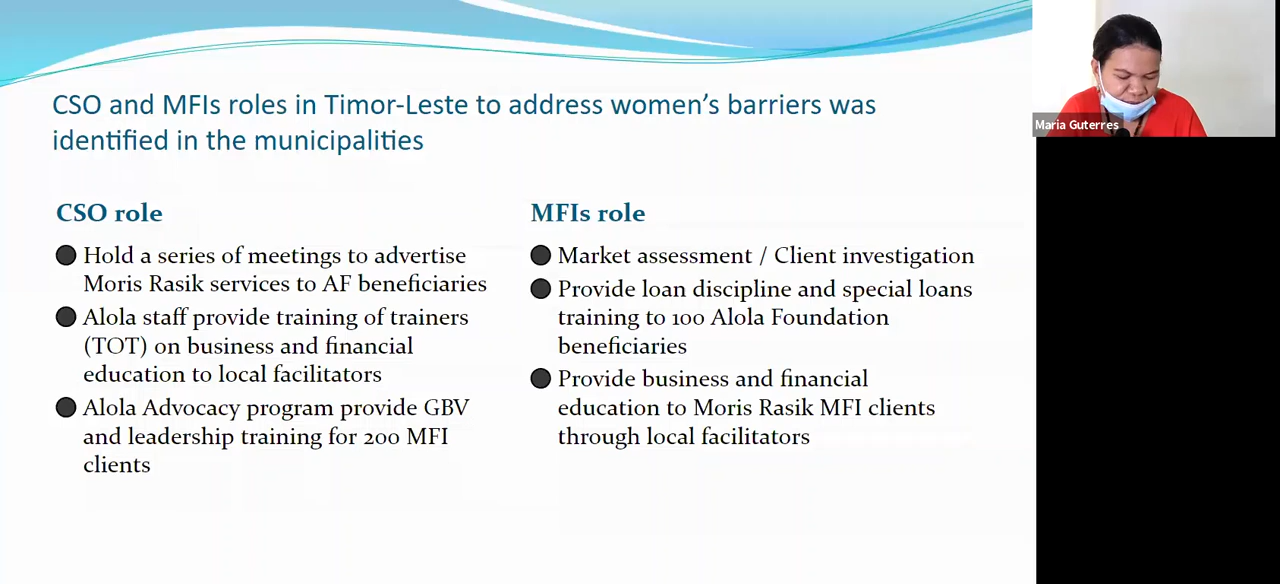 CSO and MFIs roles in Timor-Leste to address women's barriers was
identified in the municipalities
CSO role
Hold a series of meetings to advertise
Moris Rasik services to AF beneficiaries
Alola staff provide training of trainers
(TOT) on business and financial
education to local facilitators
Alola Advocacy program provide GBV
and leadership training for 200 MFI
clients
MFIs role
Market assessment / Client investigation
Provide loan discipline and special loans
training to 100 Alola Foundation
beneficiaries
Provide business and financial
education to Moris Rasik MFI clients
through local facilitators
Maria Guterres